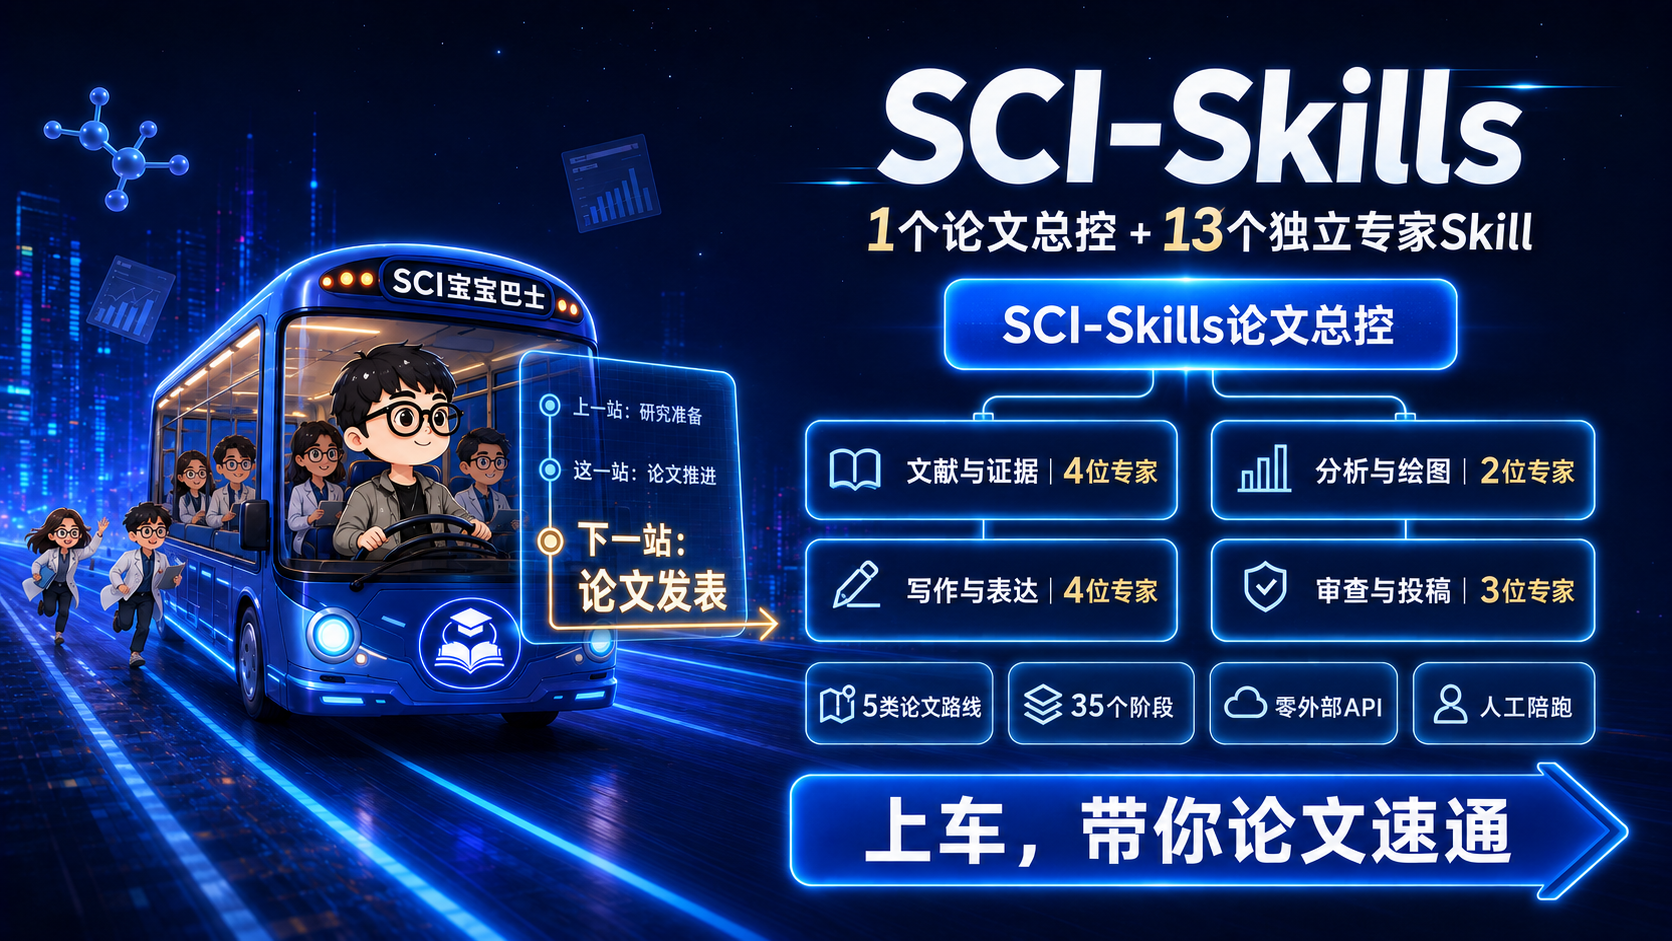 SCI-Skills
1个论文总控 + 13个独立专家Skill
SCI-Skills论文总控
文献与证据 | 4位专家
分析与绘图 | 2位专家
写作与表达 | 4位专家
审查与投稿 | 3位专家
5类论文路线
35个阶段
零外部API
人工陪跑
上车，带你论文速通
SCI宝宝巴士
上一站：研究准备
这一站：论文推进
下一站：
论文发表